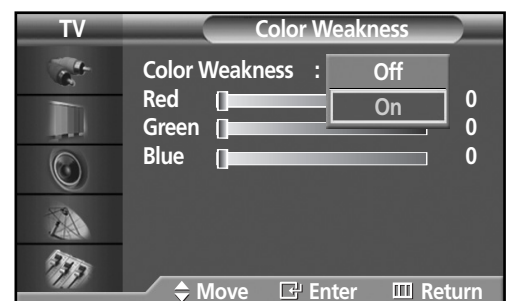 TV Color Weakness
Color Weakness : Off
On
Red 0
Green 0
Blue 0
Move Enter Return